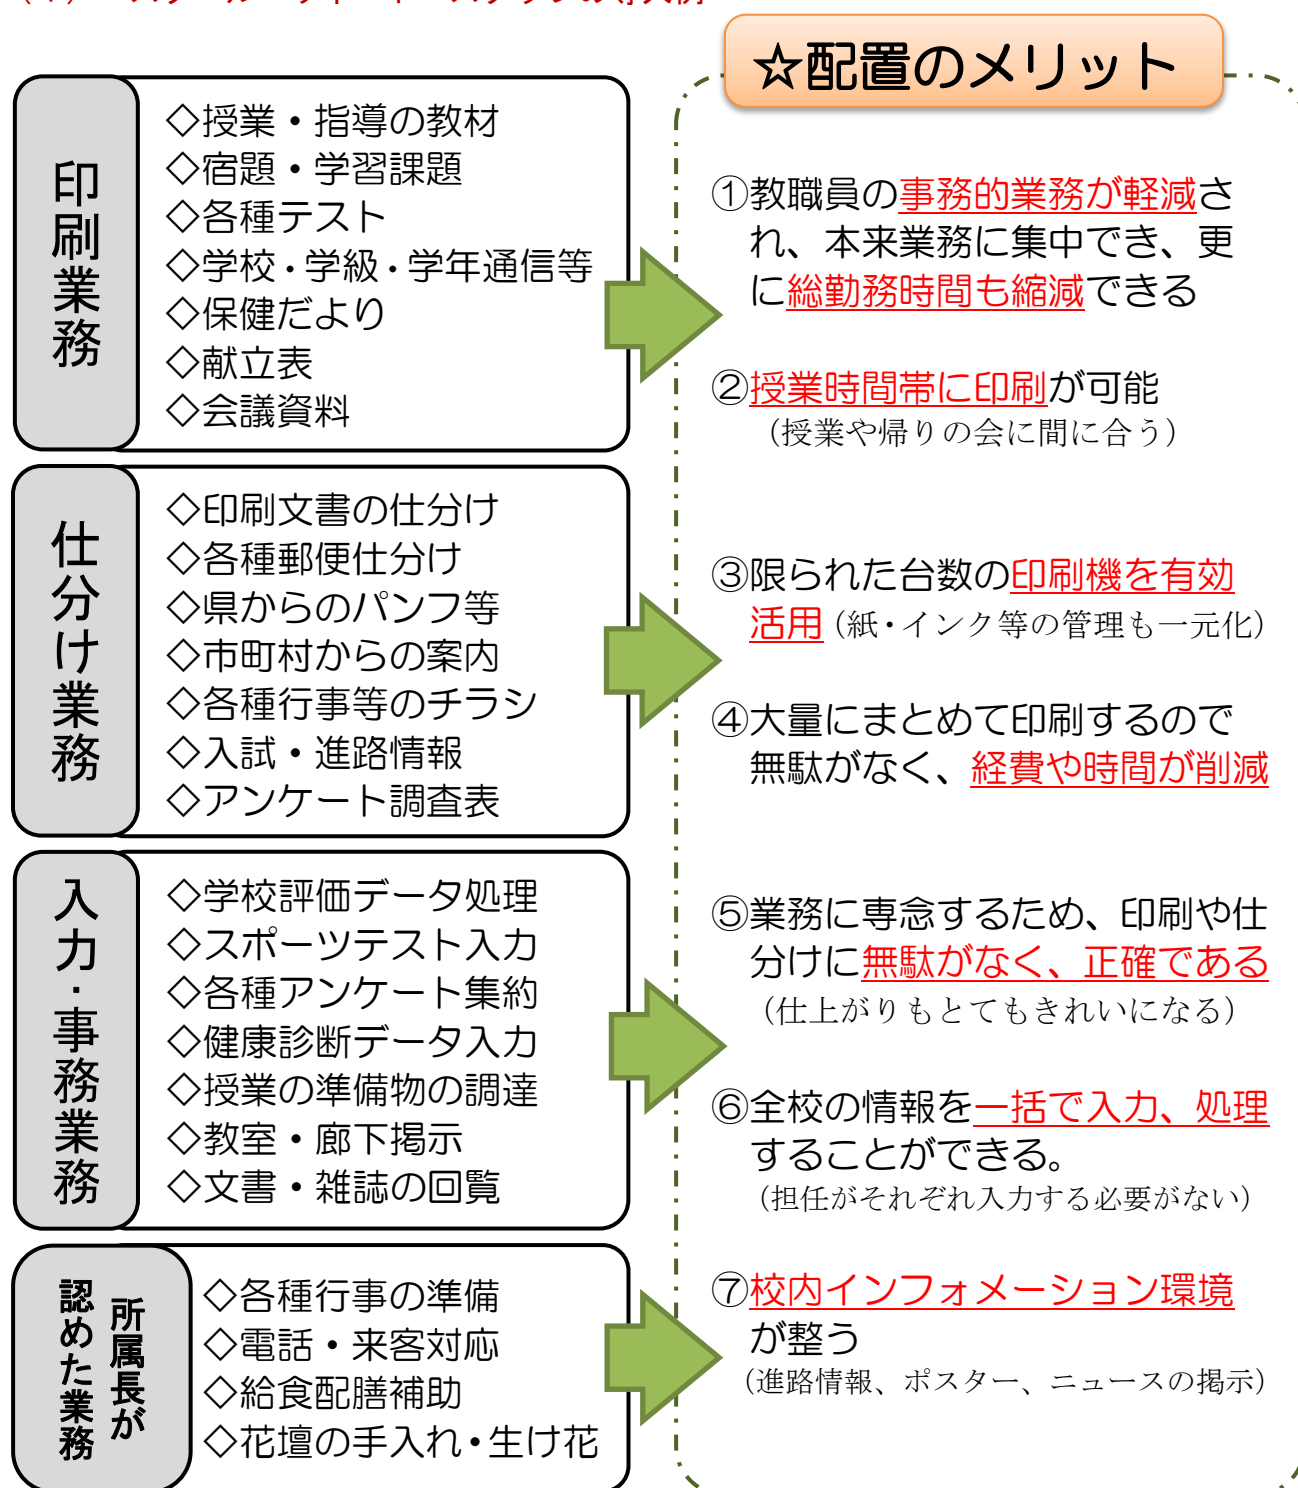 ☆配置のメリット
印刷業務
◇授業・指導の教材
◇宿題・学習課題
◇各種テスト
◇学校・学級・学年通信等
◇保健だより
◇献立表
◇会議資料
仕分け業務
◇印刷文書の仕分け
◇各種郵便仕分け
◇県からのパンフ等
◇市町村からの案内
◇各種行事等のチラシ
◇入試・進路情報
◇アンケート調査表
入力・事務業務
◇学校評価データ処理
◇スポーツテスト入力
◇各種アンケート集約
◇健康診断データ入力
◇授業の準備物の調達
◇教室・廊下掲示
◇文書・雑誌の回覧
所属長が
認めた業務
◇各種行事の準備
◇電話・来客対応
◇給食配膳補助
◇花壇の手入れ・生け花
①教職員の事務的業務が軽減さ
れ、本来業務に集中でき、更
に総勤務時間も縮減できる
②授業時間帯に印刷が可能
（授業や帰りの会に間に合う）
③限られた台数の印刷機を有効
活用（紙・インク等の管理も一元化）
④大量にまとめて印刷するので
無駄がなく、経費や時間が削減
⑤業務に専念するため、印刷や仕
分けに無駄がなく、正確である
（仕上がりもとてもきれいになる）
⑥全校の情報を一括で入力、処理
することができる。
（担任がそれぞれ入力する必要がない）
⑦校内インフォメーション環境
が整う
（進路情報、ポスター、ニュースの掲示）